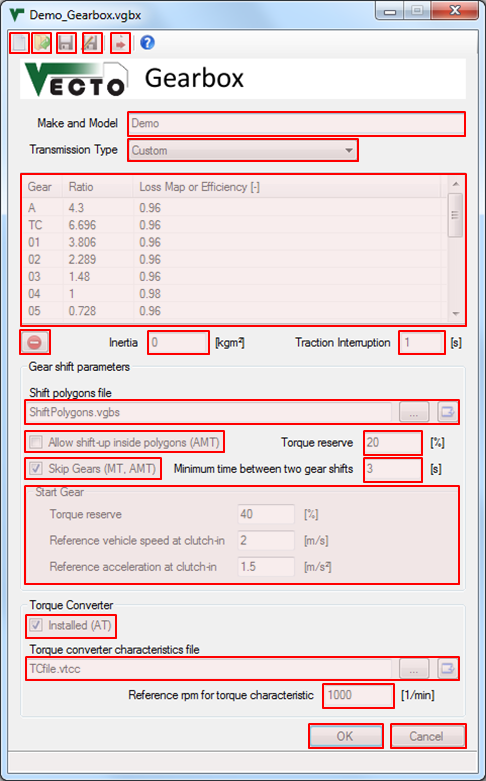 Demo_Gearbox.vgbx
VECTO Gearbox
Make and Model Demo
Transmission Type Custom
Gear Ratio Loss Map or Efficiency [-]
A 4.3 0.96
TC 6.696 0.96
01 3.806 0.96
02 2.289 0.96
03 1.48 0.96
04 1 0.98
05 0.728 0.96
Inertia 0 [kgm²] Traction Interruption 1 [s]
Gear shift parameters
Shift polygons file
ShiftPolygons.vgbs ...
Allow shift-up inside polygons (AMT) Torque reserve 20 [%]
Skip Gears (MT, AMT) Minimum time between two gear shifts 3 [s]
Start Gear
Torque reserve 40 [%]
Reference vehicle speed at clutch-in 2 [m/s]
Reference acceleration at clutch-in 1.5 [m/s²]
Torque Converter
Installed (AT)
Torque converter characteristics file
TCfile.vtcc ...
Reference rpm for torque characteristic 1000 [1/min]
OK Cancel